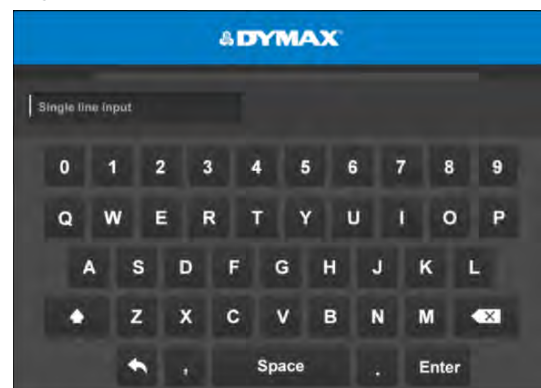 DYMAX
Single line input
0 1 2 3 4 5 6 7 8 9
Q W E R T Y U I O P
A S D F G H J K L
Z X C V B N M
, Space . Enter